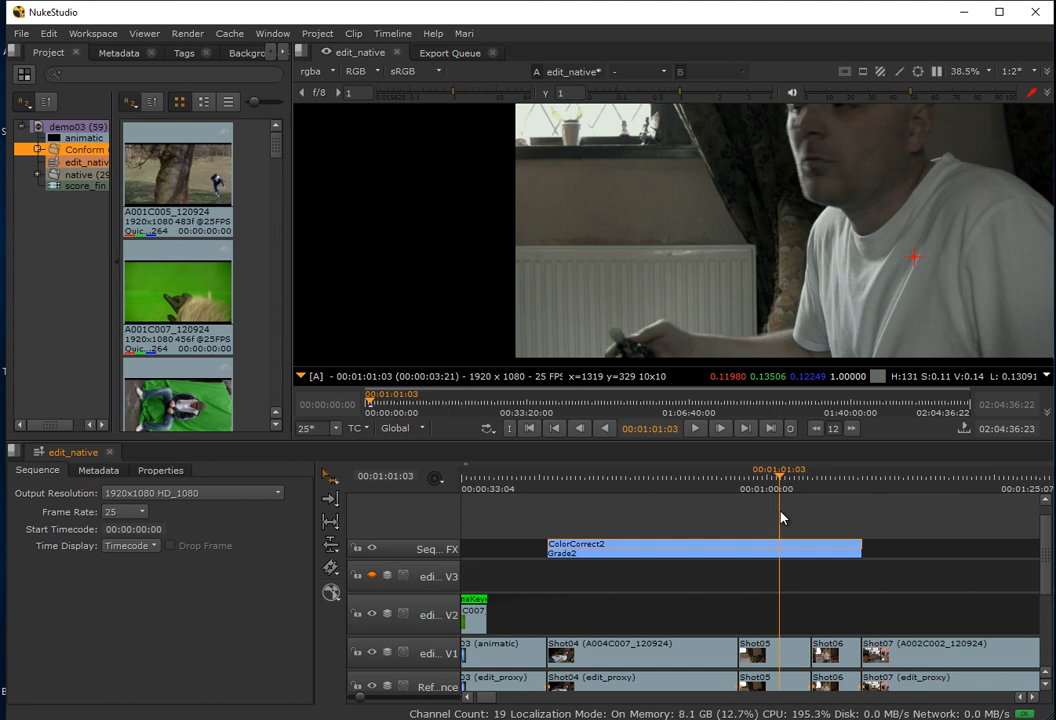 NukeStudio
File Edit Workspace Viewer Render Cache Window Project Clip Timeline Help Mari
Project Metadata Tags Backgro
edit_native Export Queue
rgba RGB sRGB A edit_native* - B 38.5% 1:2*
f/8 1 γ 1
demo03 (59)
animatic
Conform
edit_nativ
native (29
score_fin
A001C005_120924
1920x1080 483f @25FPS
Quic...264 00:00:00:00
A001C007_120924
1920x1080 456f @25FPS
Quic...264 00:00:00:00
[A] - 00:01:01:03 (00:00:03:21) - 1920 x 1080 - 25 FPS x=1319 y=329 10x10 0.11980 0.13506 0.12249 1.00000 H:131 S:0.11 V:0.14 L: 0.13091
00:01:01:03
00:00:00:00 02:04:36:22
00:00:00:00 00:33:20:00 01:06:40:00 01:40:00:00 02:04:36:22
25* TC Global I 00:01:01:03 O 12 02:04:36:23
edit_native
Sequence Metadata Properties
Output Resolution: 1920x1080 HD_1080
Frame Rate: 25
Start Timecode: 00:00:00:00
Time Display: Timecode Drop Frame
00:01:01:03
00:01:01:03
00:00:33:04 00:01:00:00 00:01:25:07
Seq... FX
ColorCorrect2
Grade2
edi... V3
edi... V2
C007
edi... V1
03 (animatic) Shot04 (A004C007_120924) Shot05 Shot06 Shot07 (A002C002_120924)
Ref...nce
03 (edit_proxy) Shot04 (edit_proxy) Shot05 Shot06 Shot07 (edit_proxy)
Channel Count: 19 Localization Mode: On Memory: 8.1 GB (12.7%) CPU: 195.3% Disk: 0.0 MB/s Network: 0.0 MB/s